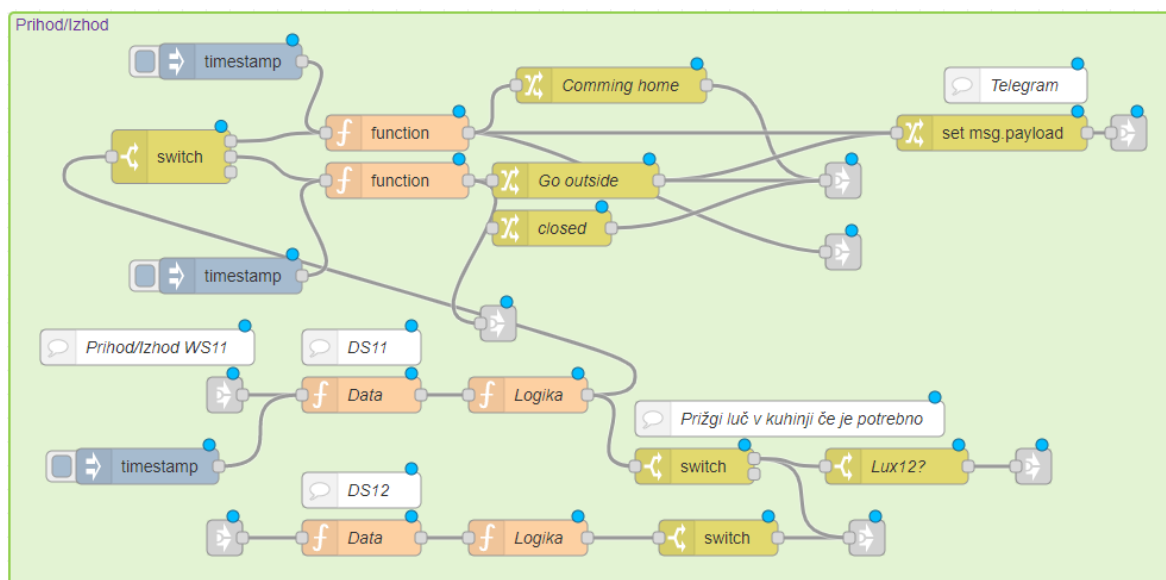 Prihod/Izhod
timestamp
Comming home
Telegram
switch
function
set msg.payload
function
Go outside
closed
timestamp
Prihod/Izhod WS11
DS11
Data
Logika
Prižgi luč v kuhinji če je potrebno
timestamp
switch
Lux12?
DS12
Data
Logika
switch